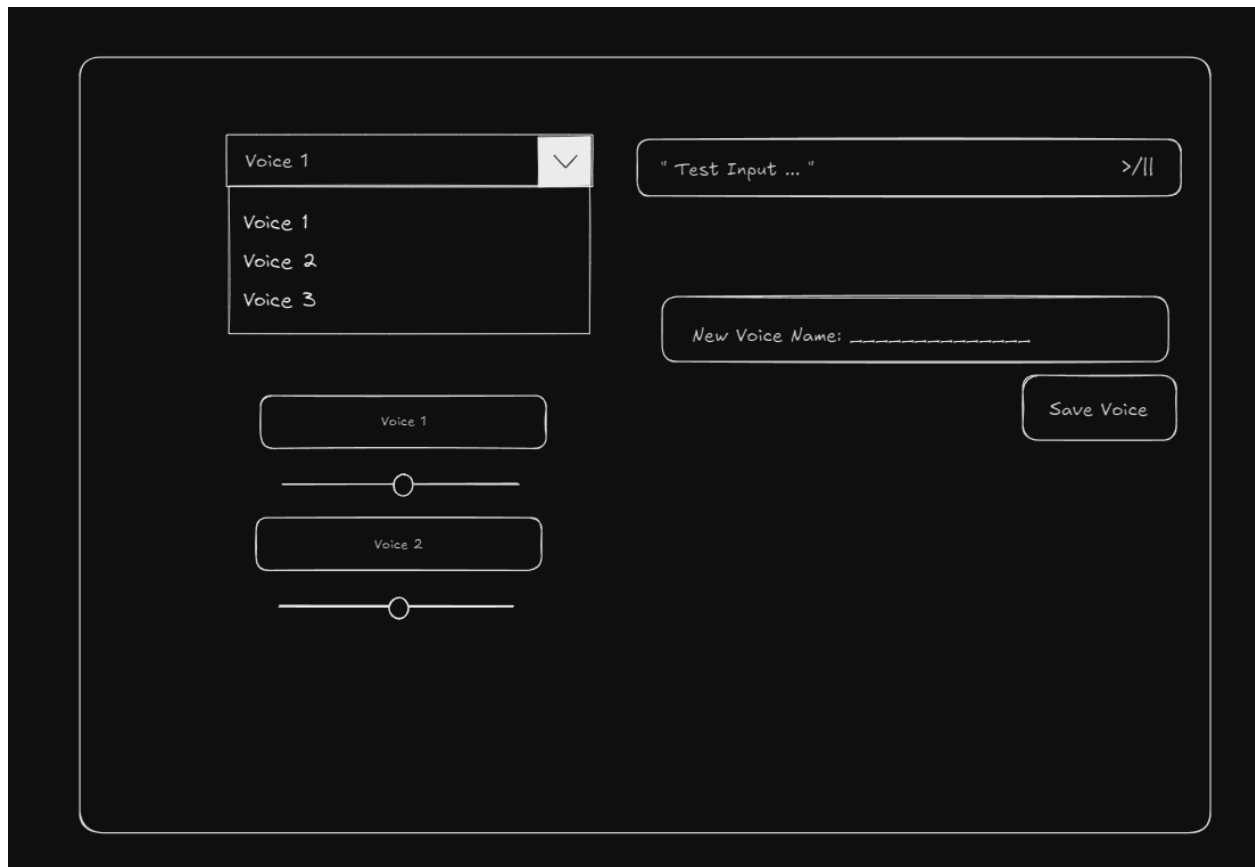 Voice 1
Voice 1
Voice 2
Voice 3
Voice 1
Voice 2
" Test Input ... "
>/||
New Voice Name: ______________
Save Voice